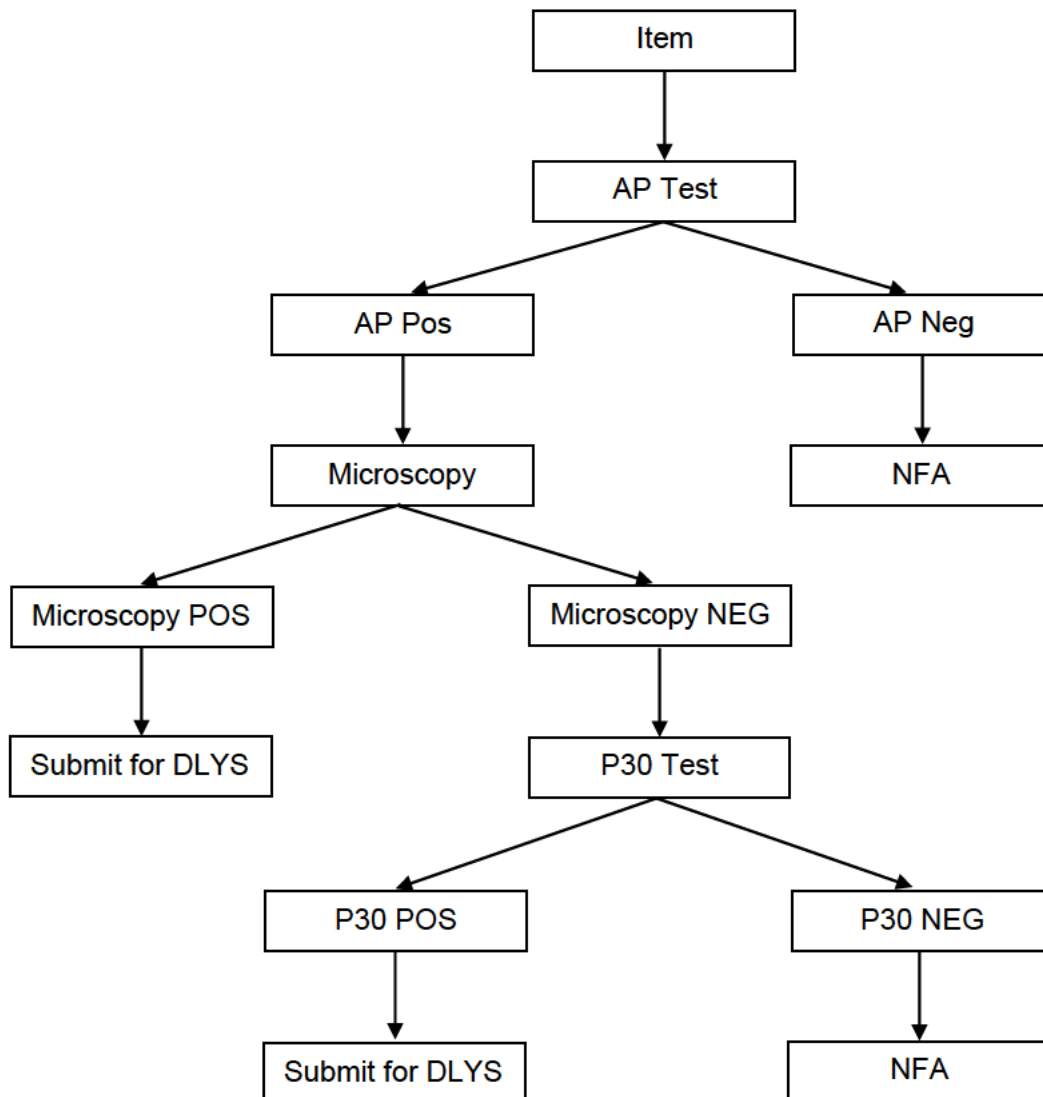 Item
AP Test
AP Pos
AP Neg
Microscopy
NFA
Microscopy POS
Microscopy NEG
Submit for DLYS
P30 Test
P30 POS
P30 NEG
Submit for DLYS
NFA